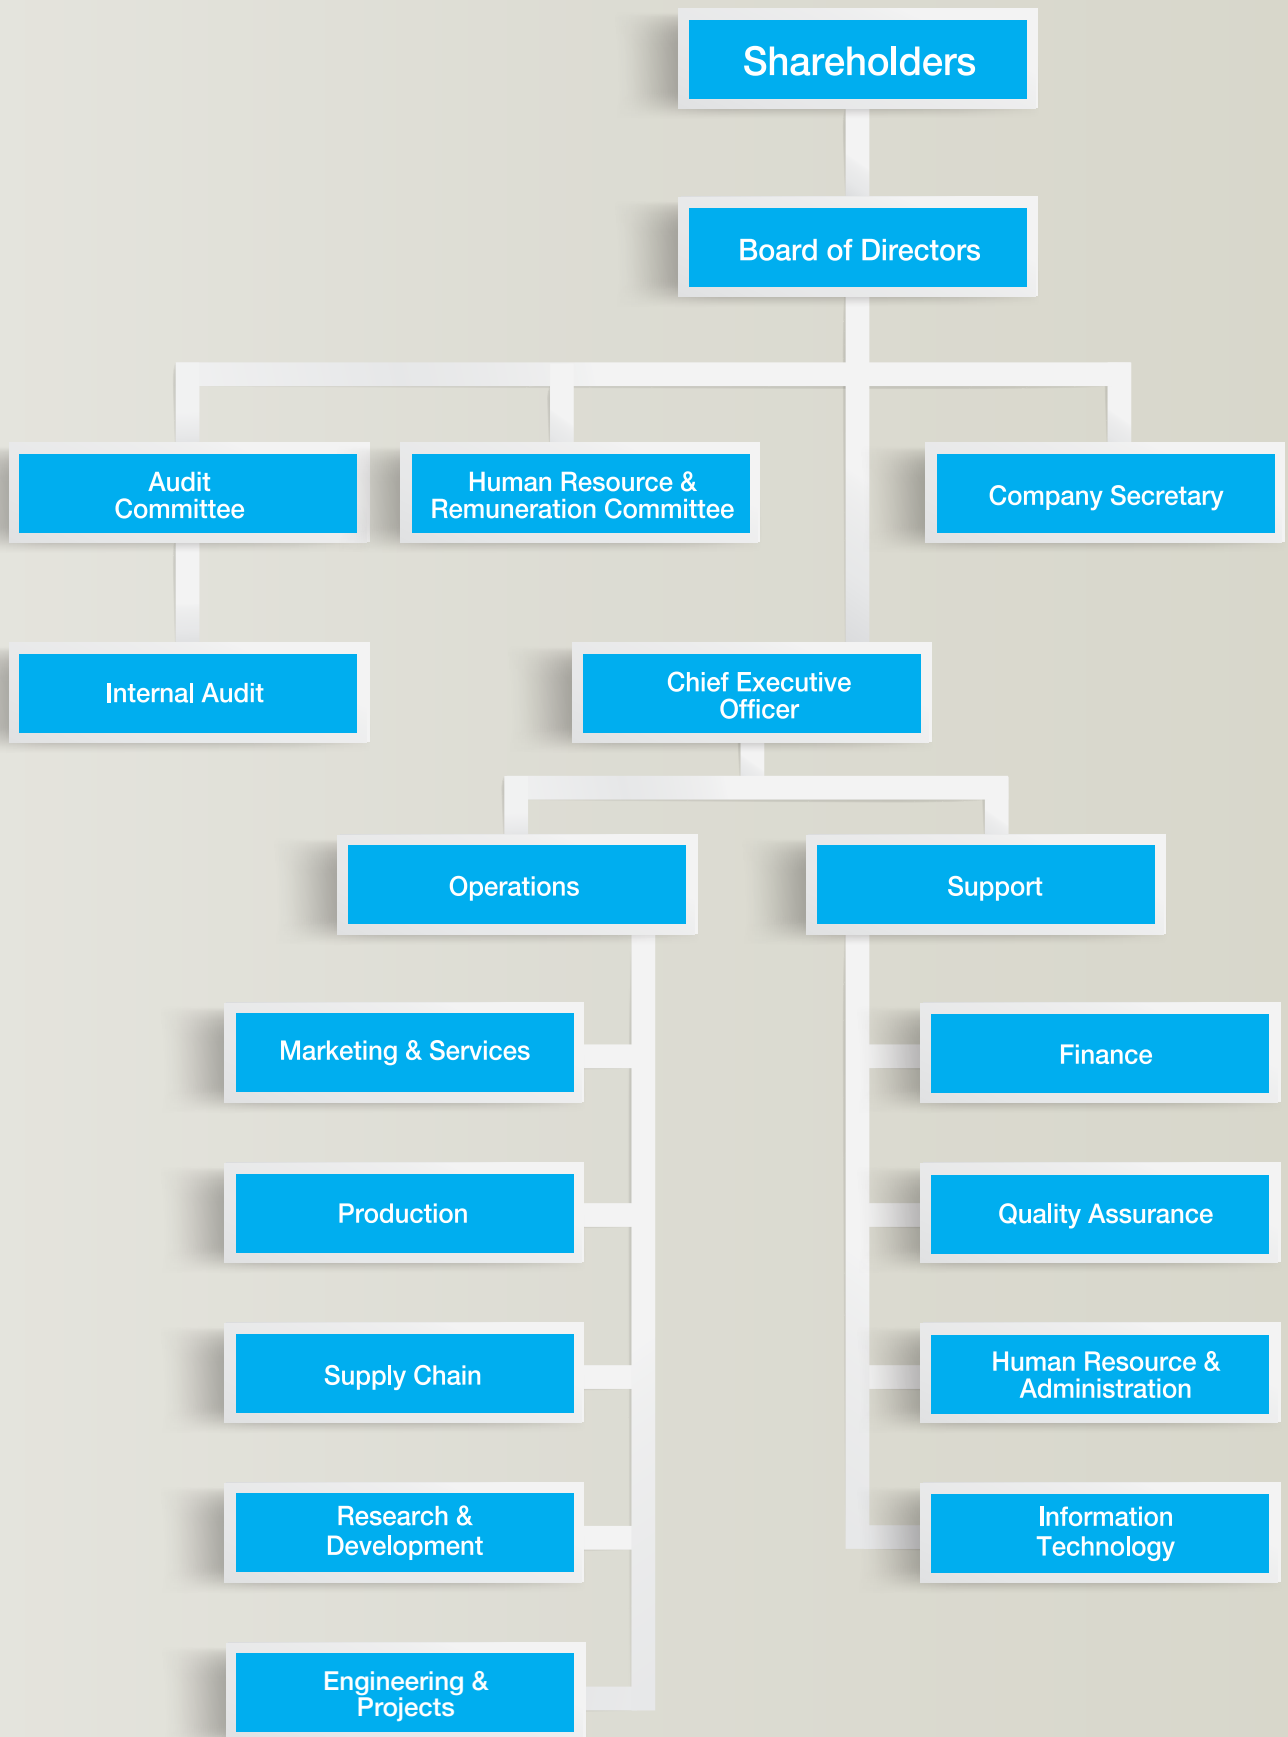 Shareholders
Board of Directors
Audit
Committee
Human Resource &
Remuneration Committee
Company Secretary
Internal Audit
Chief Executive
Officer
Operations
Support
Marketing & Services
Finance
Production
Quality Assurance
Supply Chain
Human Resource &
Administration
Research &
Development
Information
Technology
Engineering &
Projects